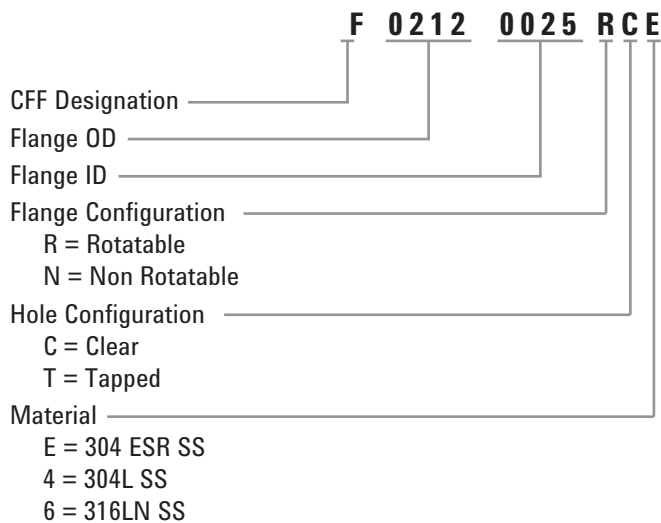 F 0212 0025 R C E
CFF Designation
Flange OD
Flange ID
Flange Configuration
R = Rotatable
N = Non Rotatable
Hole Configuration
C = Clear
T = Tapped
Material
E = 304 ESR SS
4 = 304L SS
6 = 316LN SS